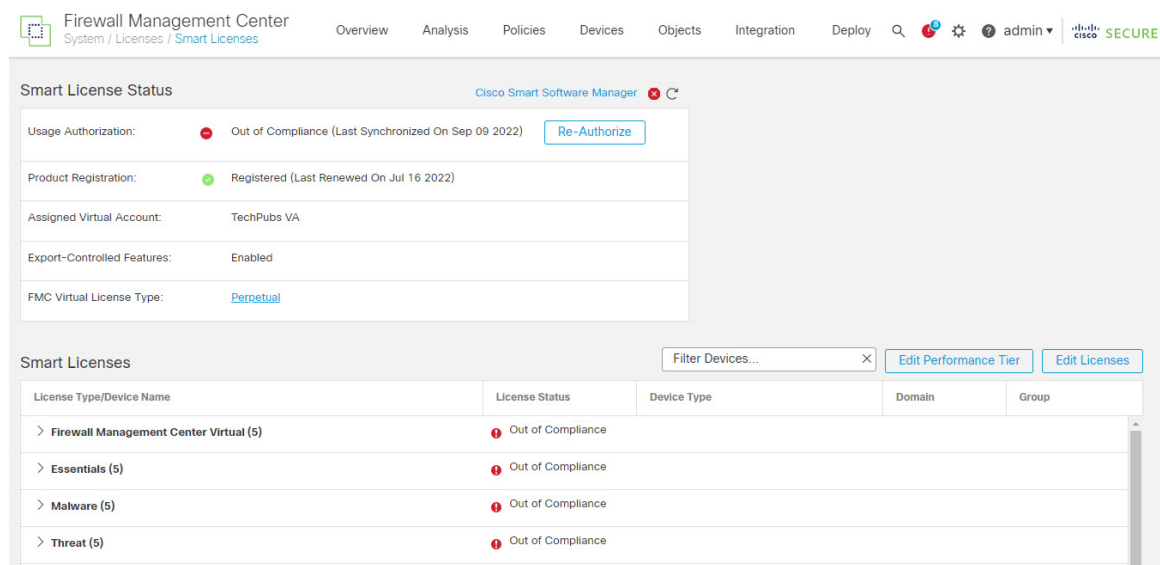 Firewall Management Center
System / Licenses / Smart Licenses
Overview Analysis Policies Devices Objects Integration Deploy 8 admin cisco SECURE
Smart License Status
Cisco Smart Software Manager
Usage Authorization: Out of Compliance (Last Synchronized On Sep 09 2022) Re-Authorize
Product Registration: Registered (Last Renewed On Jul 16 2022)
Assigned Virtual Account: TechPubs VA
Export-Controlled Features: Enabled
FMC Virtual License Type: Perpetual
Smart Licenses
Filter Devices... Edit Performance Tier Edit Licenses
License Type/Device Name License Status Device Type Domain Group
Firewall Management Center Virtual (5) Out of Compliance
Essentials (5) Out of Compliance
Malware (5) Out of Compliance
Threat (5) Out of Compliance